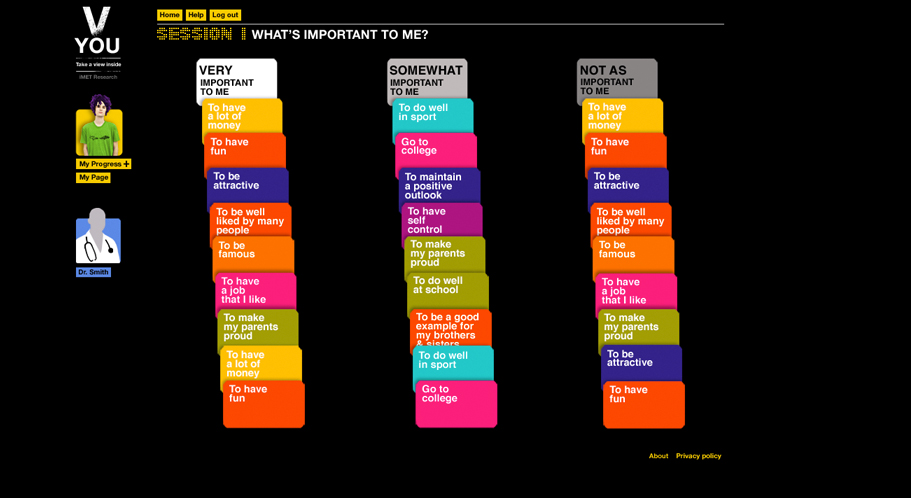 V
YOU
Take a view inside
iMET Research
My Progress +
My Page
Dr. Smith
Home Help Log out
SESSION 1 WHAT'S IMPORTANT TO ME?
VERY
IMPORTANT
TO ME
To have
a lot of
money
To have
fun
To be
attractive
To be well
liked by many
people
To be
famous
To have
a job
that I like
To make
my parents
proud
To have
a lot of
money
To have
fun
SOMEWHAT
IMPORTANT
TO ME
To do well
in sport
Go to
college
To maintain
a positive
outlook
To have
self
control
To make
my parents
proud
To do well
at school
To be a good
example for
my brothers
& sisters
To do well
in sport
Go to
college
NOT AS
IMPORTANT
TO ME
To have
a lot of
money
To have
fun
To be
attractive
To be well
liked by many
people
To be
famous
To have
a job
that I like
To make
my parents
proud
To be
attractive
To have
fun
About Privacy policy